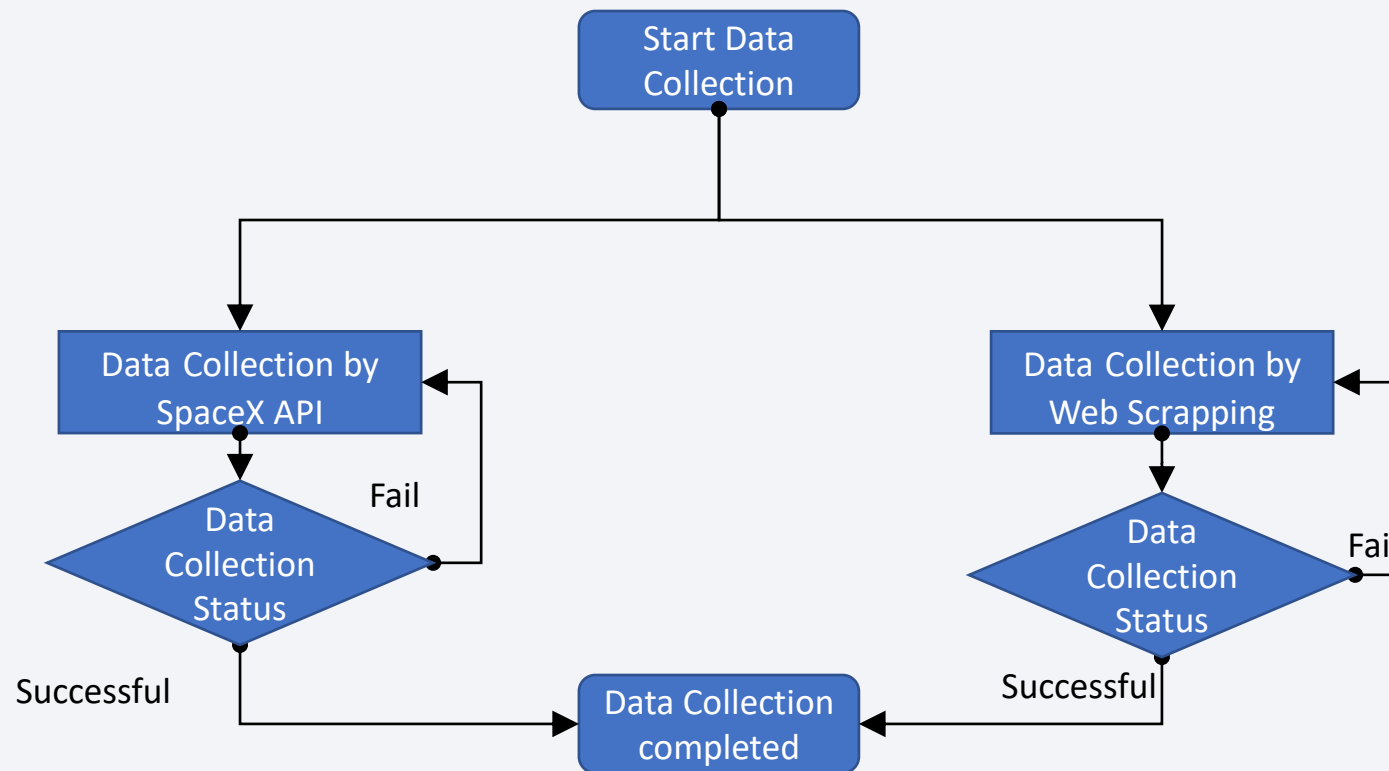 Start Data
Collection
Data Collection by
SpaceX API
Data Collection by
Web Scrapping
Fail
Data
Collection
Status
Data
Collection
Status
Fai
Successful
Successful
Data Collection
completed